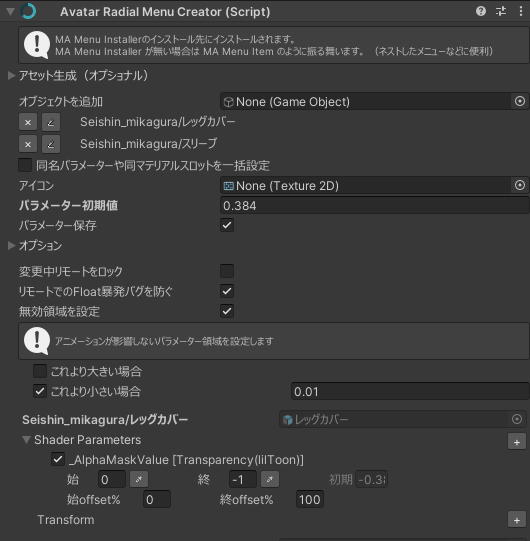 Avatar Radial Menu Creator (Script)
MA Menu Installerのインストール先にインストールされます。
MA Menu Installer が無い場合は MA Menu Item のように振る舞います。（ネストしたメニューなどに便利）
アセット生成（オプショナル）
オブジェクトを追加 None (Game Object)
× ∠ Seishin_mikagura/レッグカバー
× ∠ Seishin_mikagura/スリーブ
同名パラメーターや同マテリアルスロットを一括設定
アイコン None (Texture 2D)
パラメーター初期値 0.384
パラメーター保存
オプション
変更中リモートをロック
リモートでのFloat暴発バグを防ぐ
無効領域を設定
アニメーションが影響しないパラメーター領域を設定します
これより大きい場合
これより小さい場合 0.01
Seishin_mikagura/レッグカバー レッグカバー
Shader Parameters +
_AlphaMaskValue [Transparency(lilToon)]
始 0 終 -1 初期 -0.38
始offset% 0 終offset% 100
Transform +